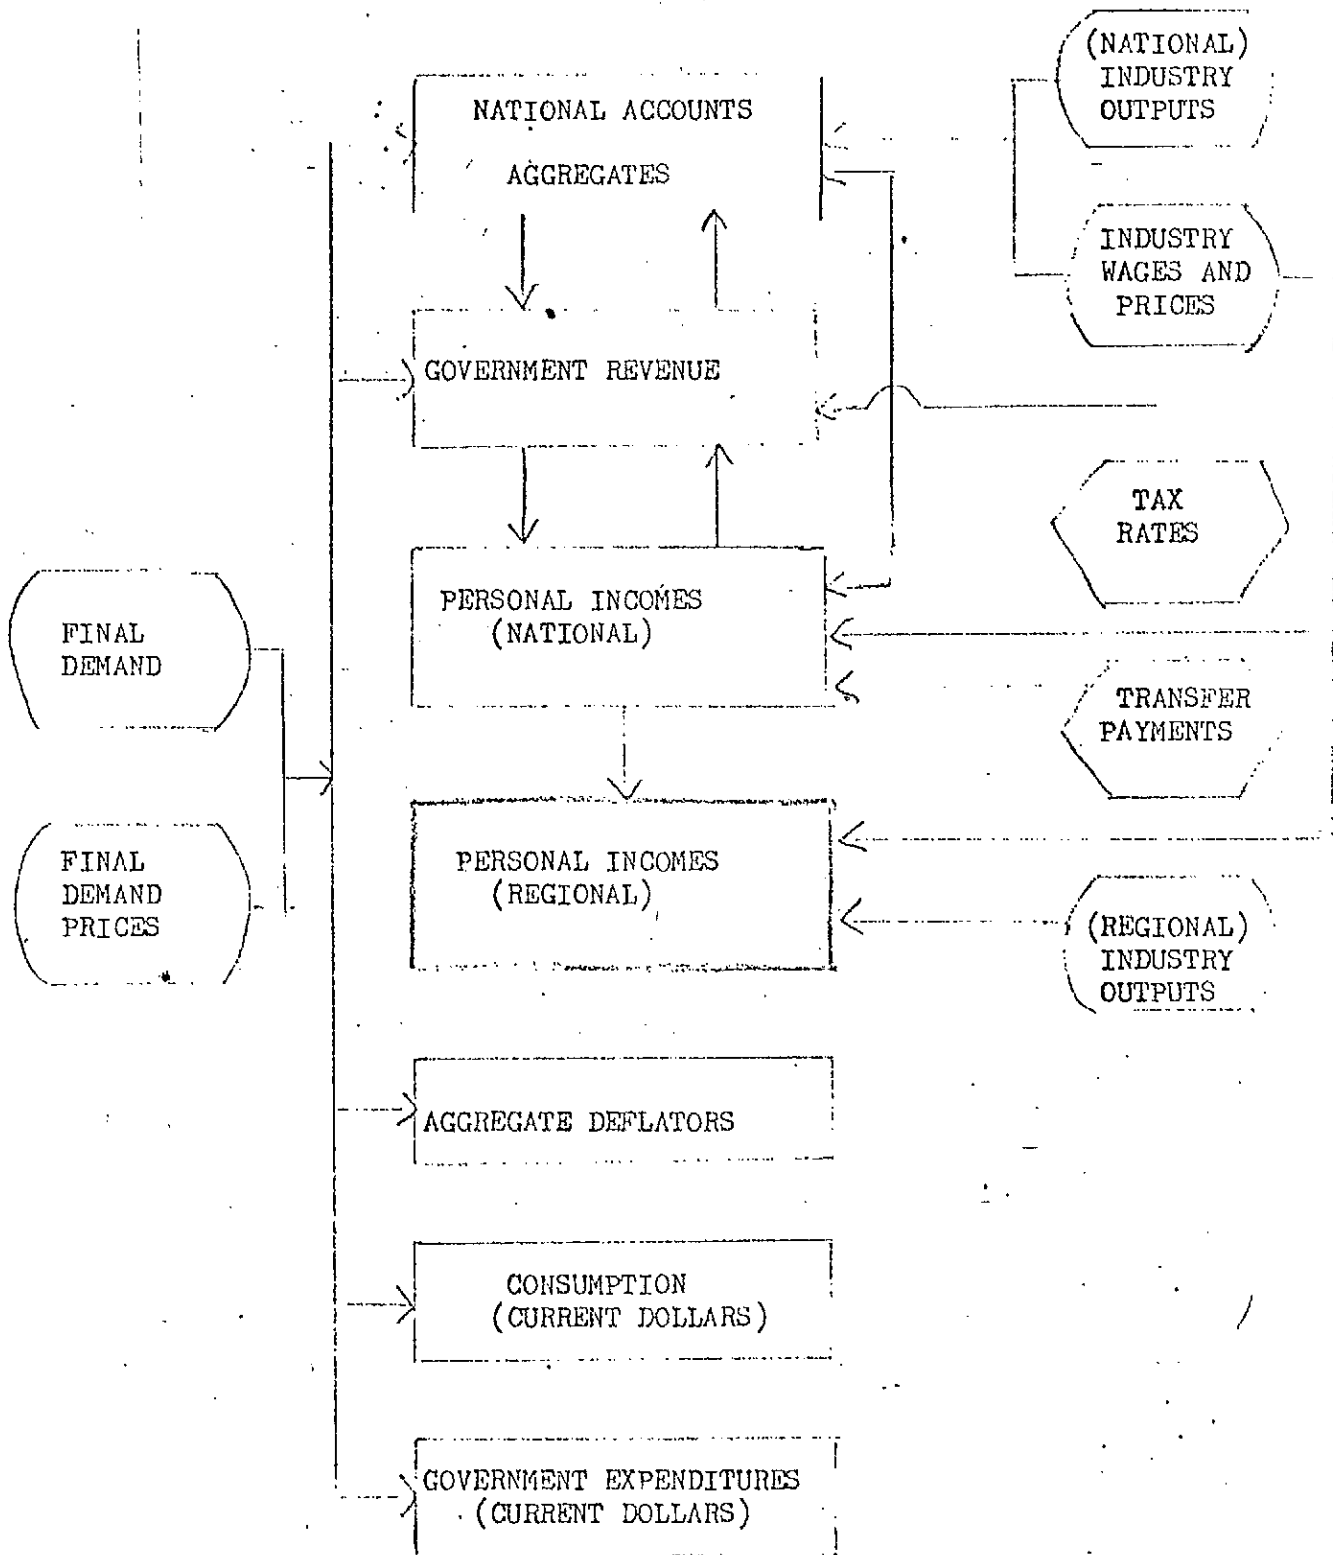 (NATIONAL)
INDUSTRY
OUTPUTS
NATIONAL ACCOUNTS
AGGREGATES
INDUSTRY
WAGES AND
PRICES
GOVERNMENT REVENUE
TAX
RATES
PERSONAL INCOMES
(NATIONAL)
FINAL
DEMAND
TRANSFER
PAYMENTS
FINAL
DEMAND
PRICES
PERSONAL INCOMES
(REGIONAL)
(REGIONAL)
INDUSTRY
OUTPUTS
AGGREGATE DEFLATORS
CONSUMPTION
(CURRENT DOLLARS)
GOVERNMENT EXPENDITURES
(CURRENT DOLLARS)